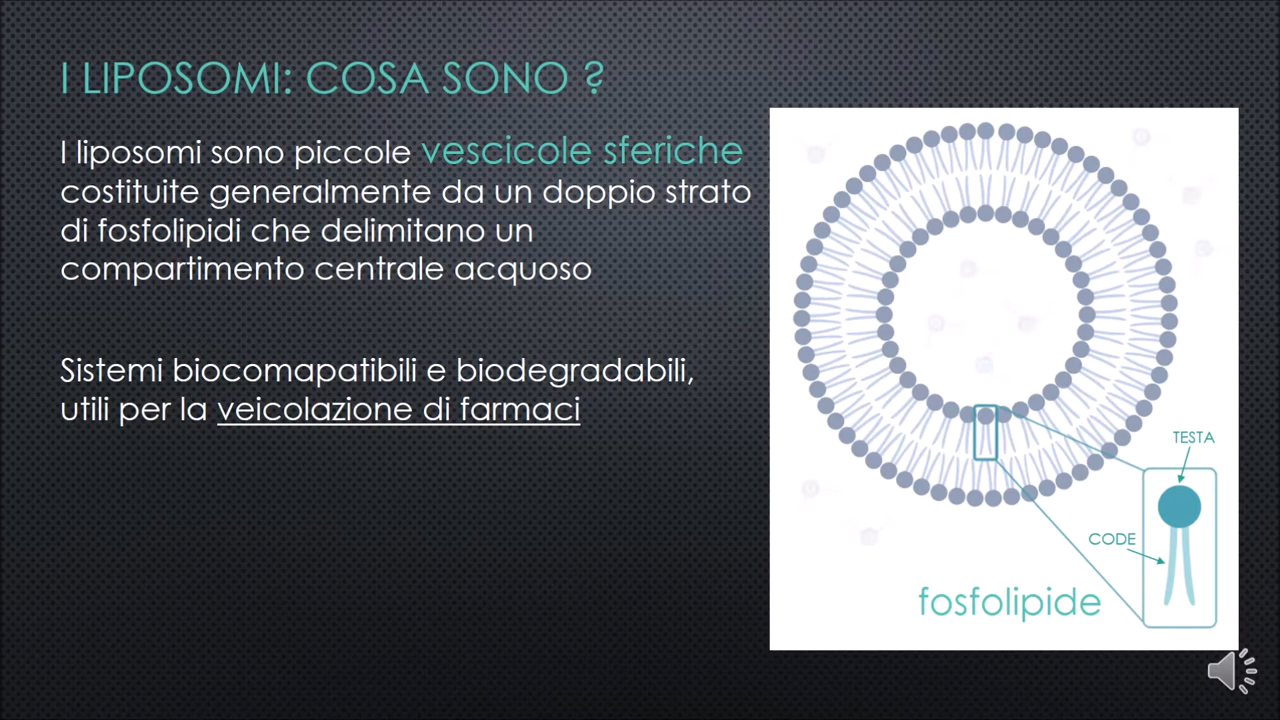 I LIPOSOMI: COSA SONO ?
I liposomi sono piccole vescicole sferiche
costituite generalmente da un doppio strato
di fosfolipidi che delimitano un
compartimento centrale acquoso
Sistemi biocomapatibili e biodegradabili,
utili per la veicolazione di farmaci
TESTA
CODE
fosfolipide